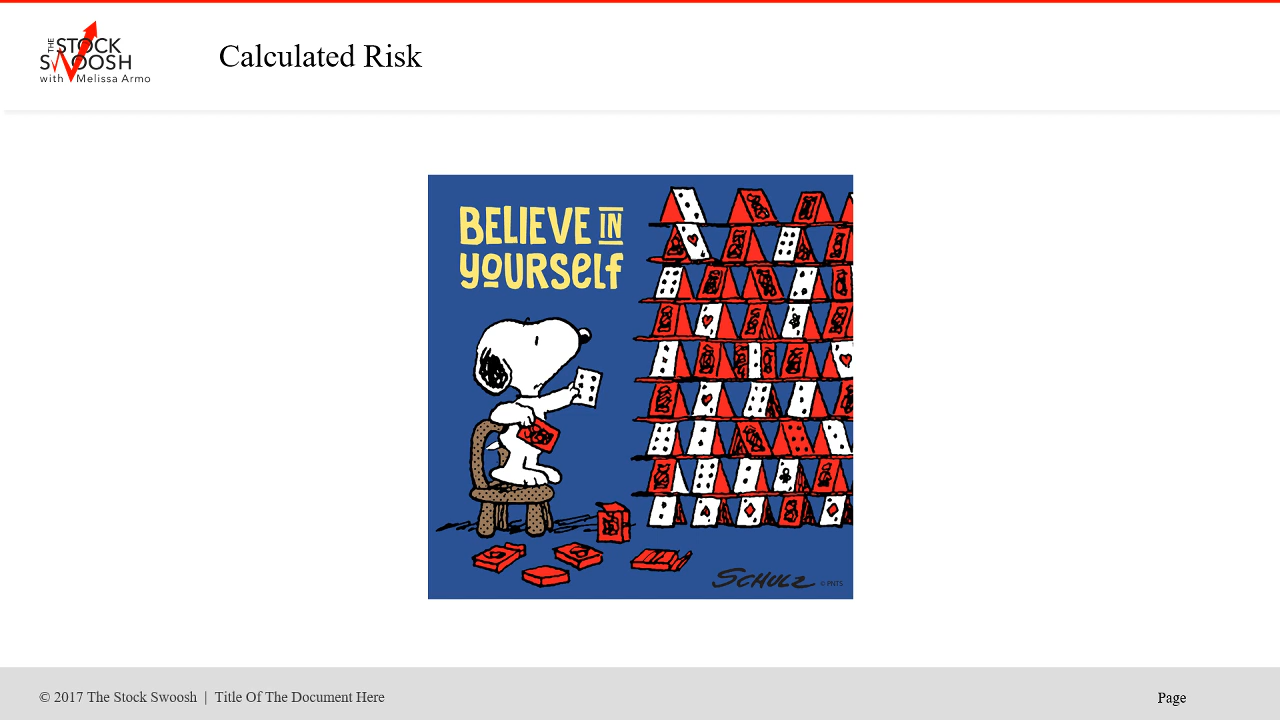 THE STOCK
SWOOSH
with Melissa Armo
Calculated Risk
BELIEVE IN
YOURSELF
SCHULZ
© PNTS
© 2017 The Stock Swoosh | Title Of The Document Here
Page